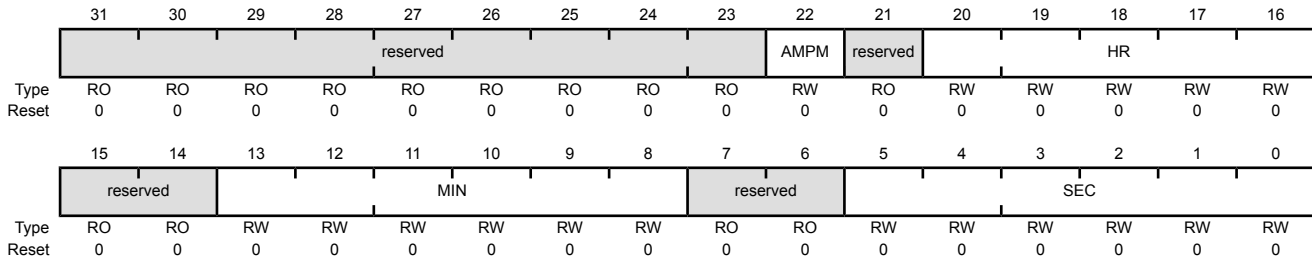 31 30 29 28 27 26 25 24 23 22 21 20 19 18 17 16
reserved AMPM reserved HR
Type RO RO RO RO RO RO RO RO RO RW RO RW RW RW RW RW
Reset 0 0 0 0 0 0 0 0 0 0 0 0 0 0 0 0
15 14 13 12 11 10 9 8 7 6 5 4 3 2 1 0
reserved MIN reserved SEC
Type RO RO RW RW RW RW RW RW RO RO RW RW RW RW RW RW
Reset 0 0 0 0 0 0 0 0 0 0 0 0 0 0 0 0